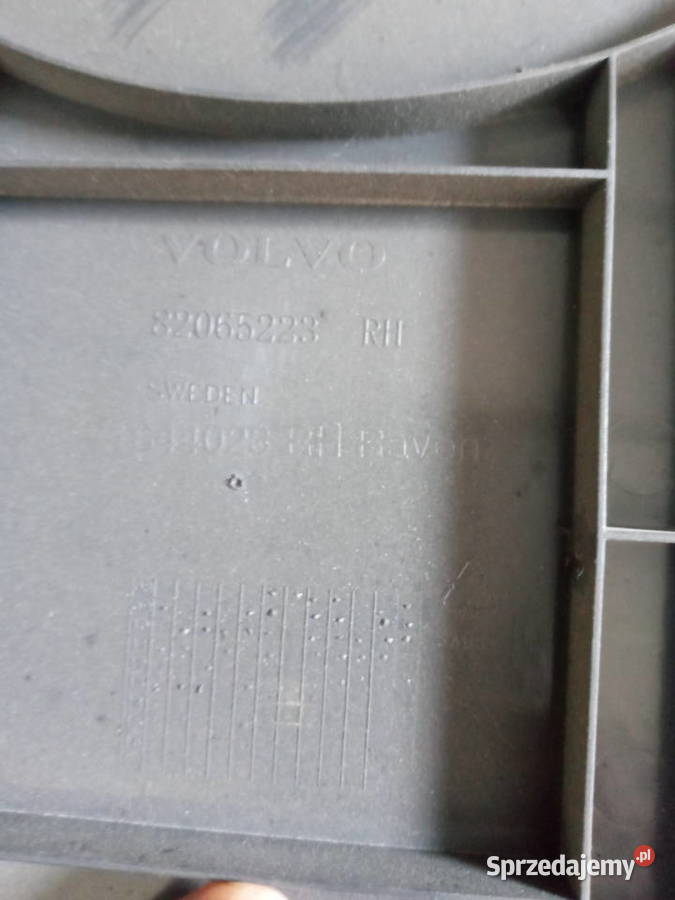 VOLVO
82065223 RH
SWEDEN
RH Raven
Sprzedajemy.pl